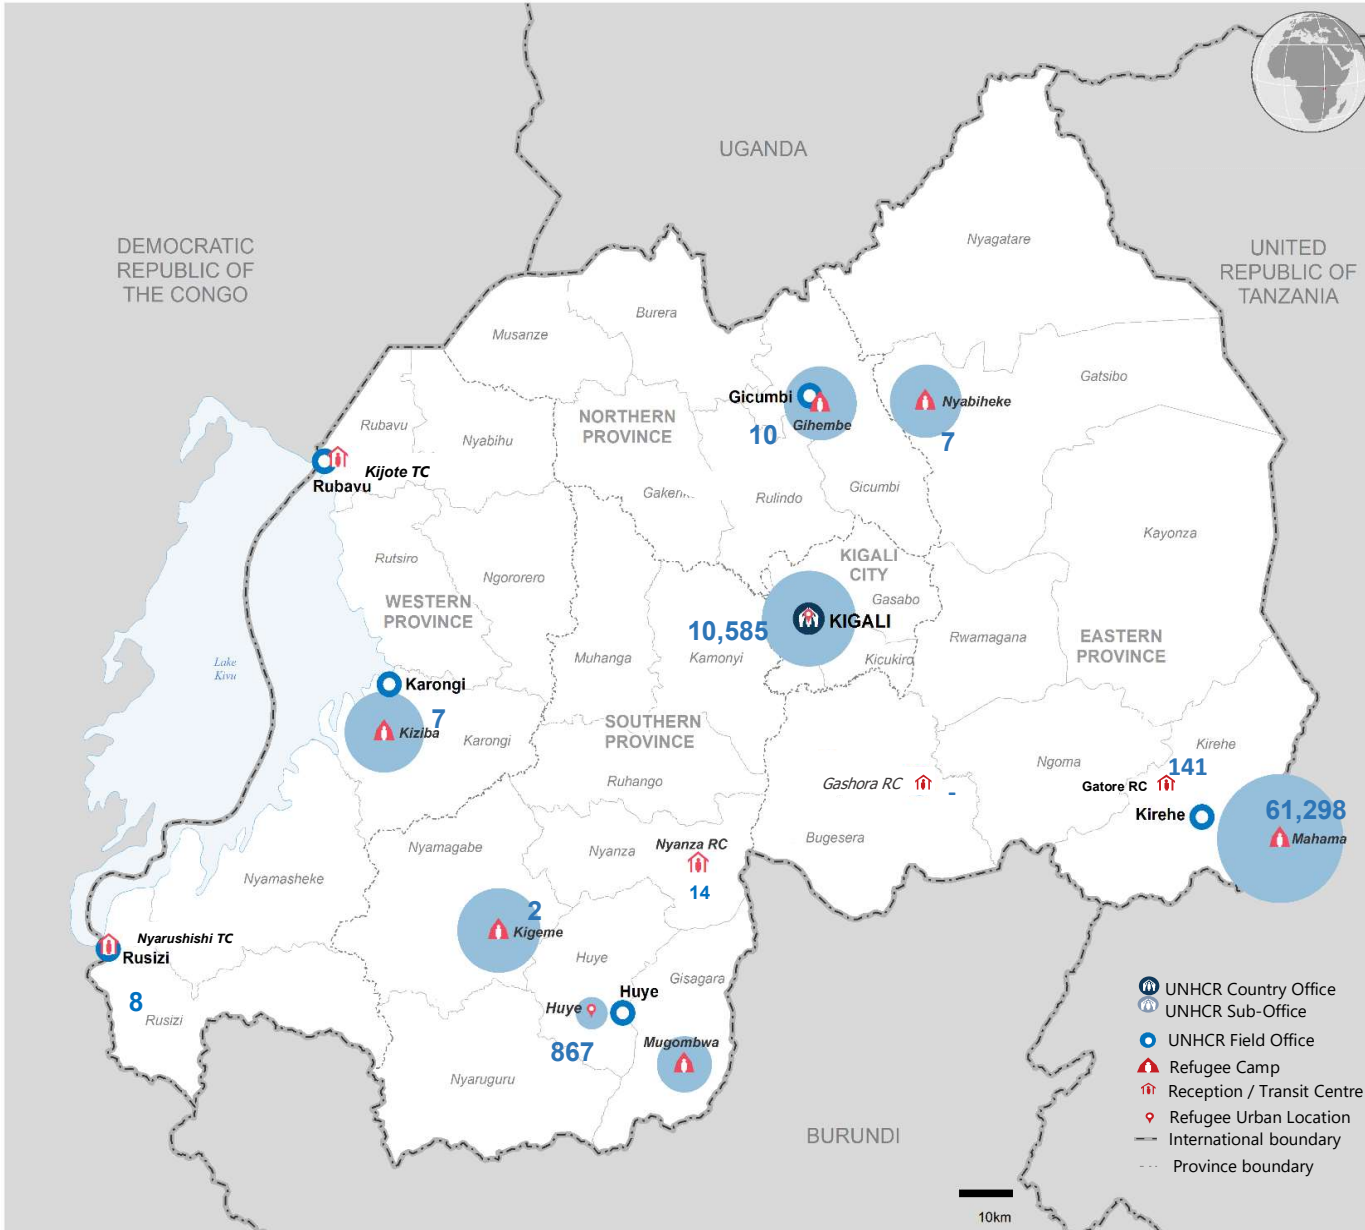 UGANDA
DEMOCRATIC
REPUBLIC OF
THE CONGO
UNITED
REPUBLIC OF
TANZANIA
Nyagatare
Burera
Musanze
Gatsibo
Gicumbi
Gihembe
10
Nyabiheke
7
NORTHERN
PROVINCE
Rubavu
Nyabihu
Kijote TC
Rubavu
Gaken
Rulindo
Gicumbi
Kayonza
Rutsiro
Ngororero
KIGALI
CITY
Gasabo
WESTERN
PROVINCE
10,585
KIGALI
Kamonyi
Kicukiro
Muhanga
Rwamagana
EASTERN
PROVINCE
Lake
Kivu
Karongi
7
Kiziba
Karongi
SOUTHERN
PROVINCE
Ruhango
Ngoma
Kirehe
141
Gashora RC
-
Gatore RC
Kirehe
61,298
Mahama
Bugesera
Nyamagabe
Nyanza
Nyanza RC
14
Nyamasheke
2
Kigeme
Nyarushishi TC
Rusizi
8
Rusizi
Huye
Gisagara
Huye
Huye
867
Mugombwa
Nyaruguru
BURUNDI
UNHCR Country Office
UNHCR Sub-Office
UNHCR Field Office
Refugee Camp
Reception / Transit Centre
Refugee Urban Location
International boundary
Province boundary
10km